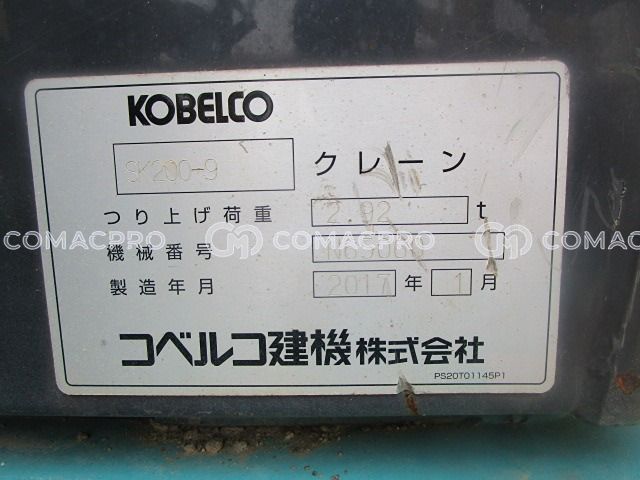 KOBELCO
SK200-9 クレーン
つり上げ荷重 2.92 t
COMACPRO COMACPRO COMACPRO
機械番号
製造年月 2017 年 1 月
コベルコ建機株式会社
PS20T01145P1